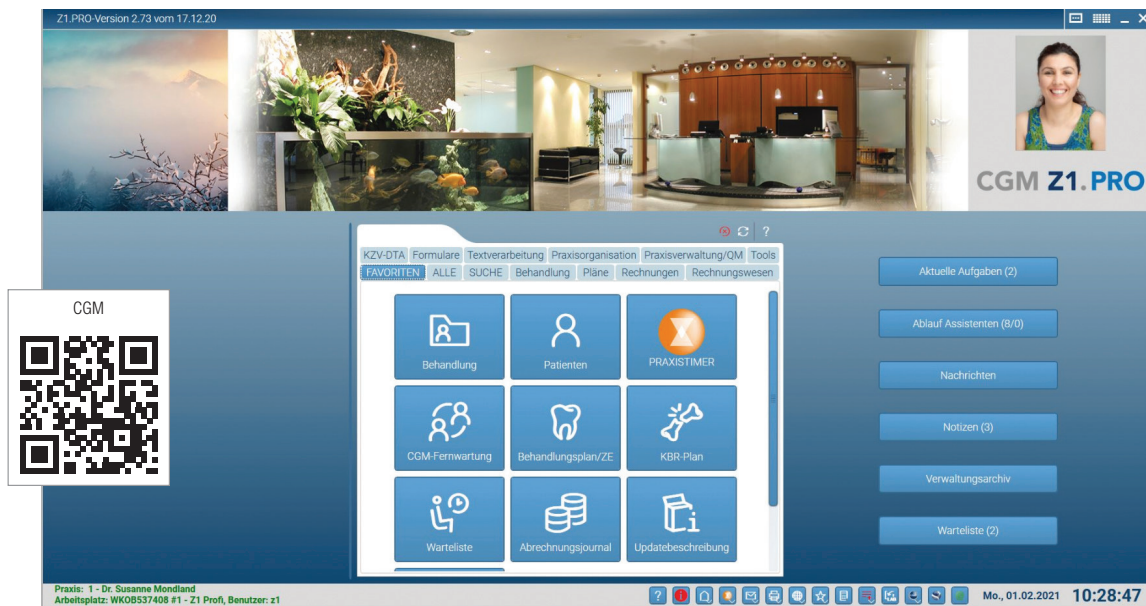 Z1.PRO-Version 2.73 vom 17.12.20
CGM Z1.PRO
?
KZV-DTA Formulare Textverarbeitung Praxisorganisation Praxisverwaltung/QM Tools
FAVORITEN ALLE SUCHE Behandlung Pläne Rechnungen Rechnungswesen
CGM
Behandlung
Patienten
PRAXISTIMER
CGM-Fernwartung
Behandlungsplan/ZE
KBR-Plan
Warteliste
Abrechnungsjournal
Updatebeschreibung
Aktuelle Aufgaben (2)
Ablauf Assistenten (8/0)
Nachrichten
Notizen (3)
Verwaltungsarchiv
Warteliste (2)
Praxis: 1 - Dr. Susanne Mondland
Arbeitsplatz: WKOB537408 #1 - Z1 Profi, Benutzer: z1
Mo., 01.02.2021 10:28:47